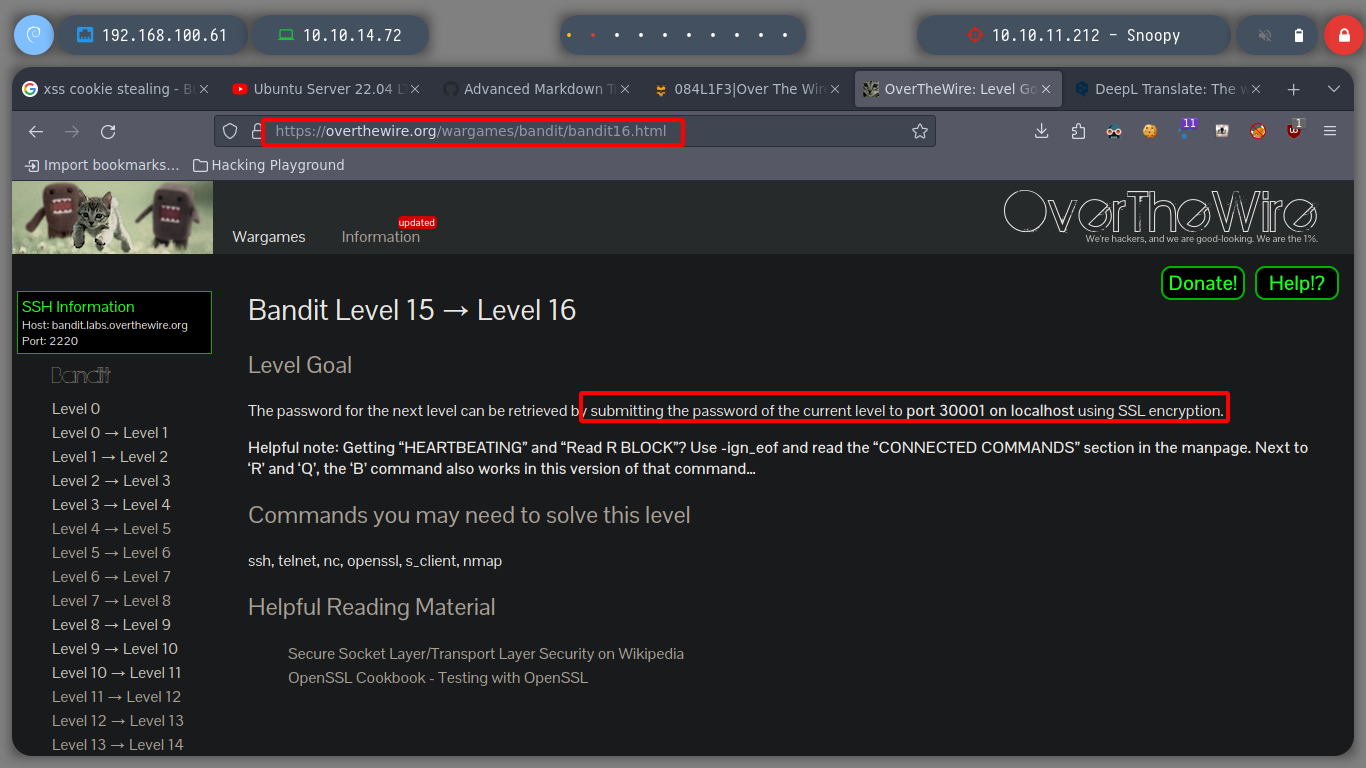 192.168.100.61
10.10.14.72
10.10.11.212 - Snoopy
xss cookie stealing - B
Ubuntu Server 22.04 LT
Advanced Markdown T
084L1F3|Over The Wire
OverTheWire: Level Go
DeepL Translate: The w
https://overthewire.org/wargames/bandit/bandit16.html
11
1
Import bookmarks...
Hacking Playground
Wargames
Information
updated
OverTheWire
We're hackers, and we are good-looking. We are the 1%.
Donate!
Help!?
SSH Information
Host: bandit.labs.overthewire.org
Port: 2220
Bandit
Level 0
Level 0 → Level 1
Level 1 → Level 2
Level 2 → Level 3
Level 3 → Level 4
Level 4 → Level 5
Level 5 → Level 6
Level 6 → Level 7
Level 7 → Level 8
Level 8 → Level 9
Level 9 → Level 10
Level 10 → Level 11
Level 11 → Level 12
Level 12 → Level 13
Level 13 → Level 14
Bandit Level 15 → Level 16
Level Goal
The password for the next level can be retrieved by submitting the password of the current level to port 30001 on localhost using SSL encryption.
Helpful note: Getting “HEARTBEATING” and “Read R BLOCK”? Use -ign_eof and read the “CONNECTED COMMANDS” section in the manpage. Next to
‘R’ and ‘Q’, the ‘B’ command also works in this version of that command…
Commands you may need to solve this level
ssh, telnet, nc, openssl, s_client, nmap
Helpful Reading Material
Secure Socket Layer/Transport Layer Security on Wikipedia
OpenSSL Cookbook - Testing with OpenSSL